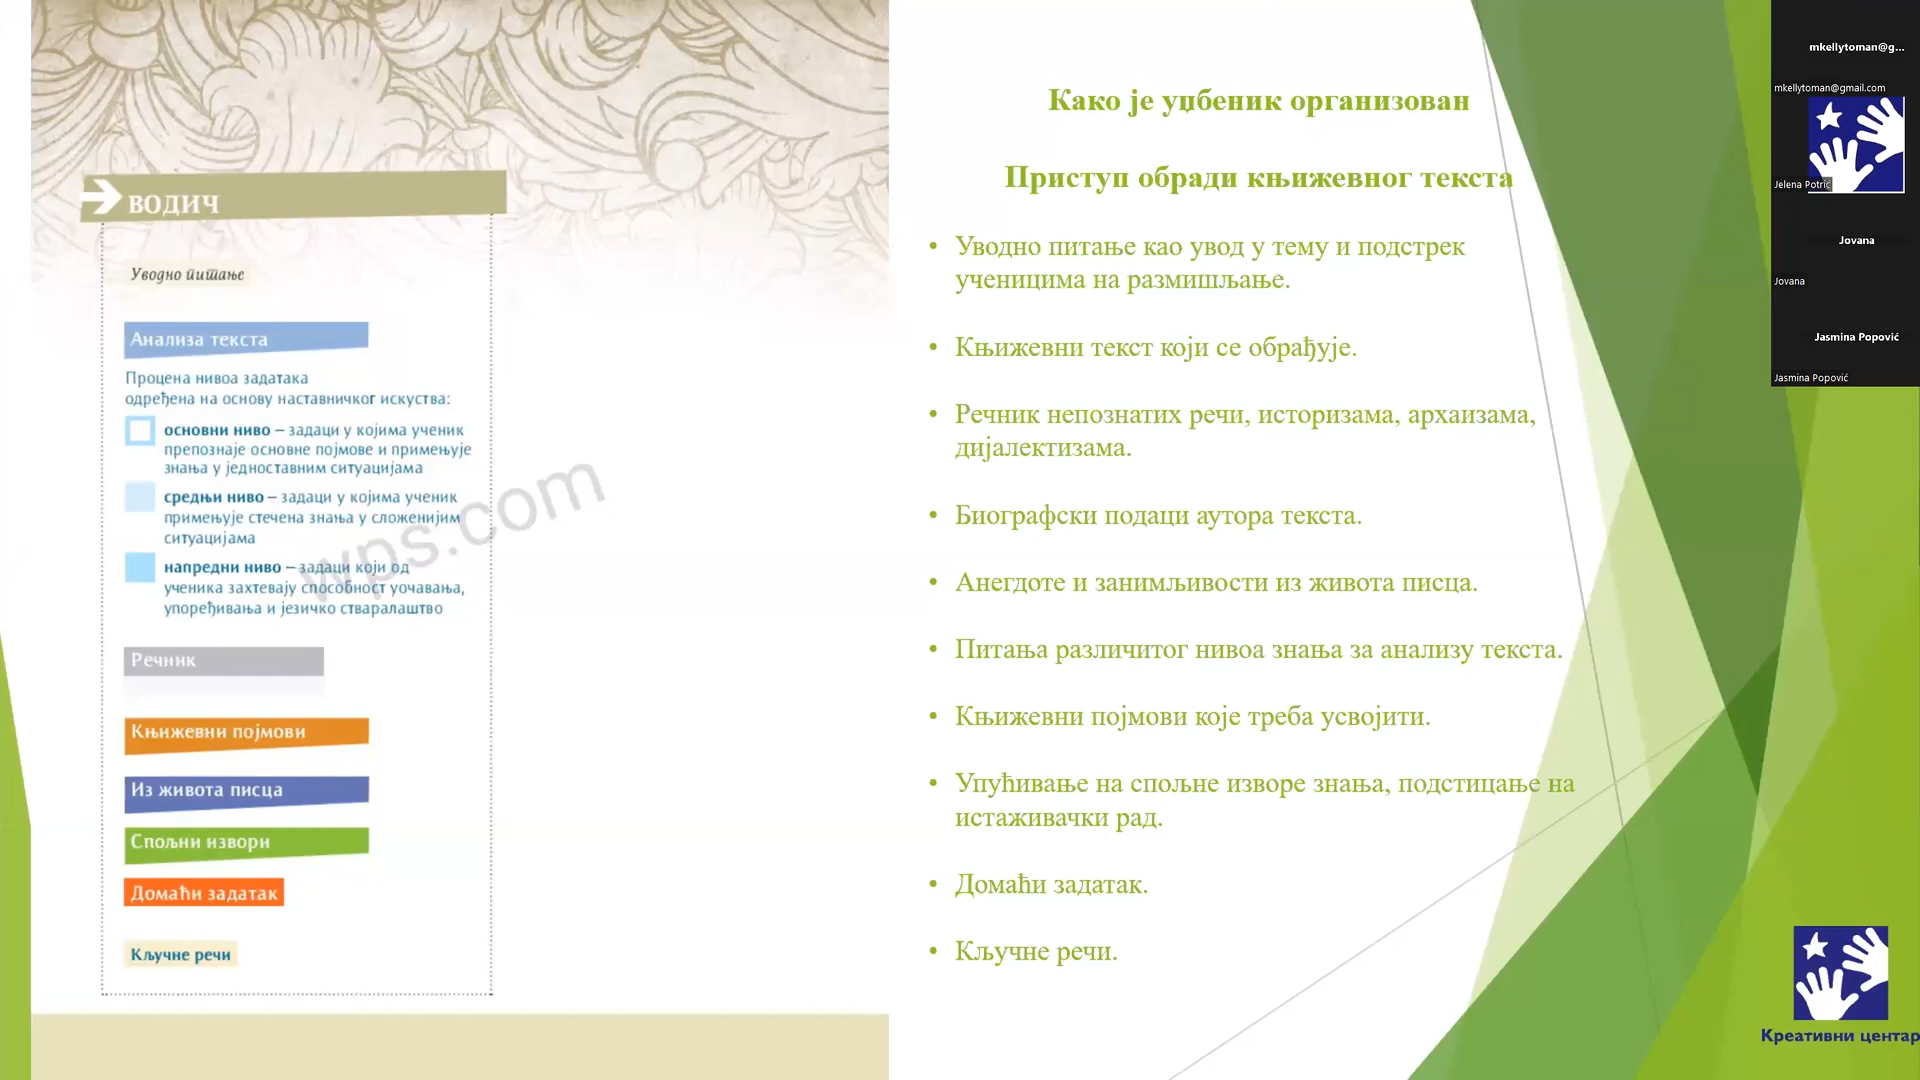 ВОДИЧ
Уводно питање
Анализа текста
Процена нивоа задатака
одређена на основу наставничког искуства:
основни ниво – задаци у којима ученик
препознаје основне појмове и примењује
знања у једноставним ситуацијама
средњи ниво – задаци у којима ученик
примењује стечена знања у сложенијим
ситуацијама
напредни ниво – задаци који од
ученика захтевају способност уочавања,
упоређивања и језичко стваралаштво
Речник
Књижевни појмови
Из живота писца
Спољни извори
Домаћи задатак
Кључне речи
wps.com
Како је уџбеник организован
Приступ обради књижевног текста
• Уводно питање као увод у тему и подстрек
ученицима на размишљање.
• Књижевни текст који се обрађује.
• Речник непознатих речи, историзама, архаизама,
дијалектизама.
• Биографски подаци аутора текста.
• Анегдоте и занимљивости из живота писца.
• Питања различитог нивоа знања за анализу текста.
• Књижевни појмови које треба усвојити.
• Упућивање на спољне изворе знања, подстицање на
истаживачки рад.
• Домаћи задатак.
• Кључне речи.
mkellytoman@g...
mkellytoman@gmail.com
Jelena Potrić
Jovana
Jovana
Jasmina Popović
Jasmina Popović
Креативни центар